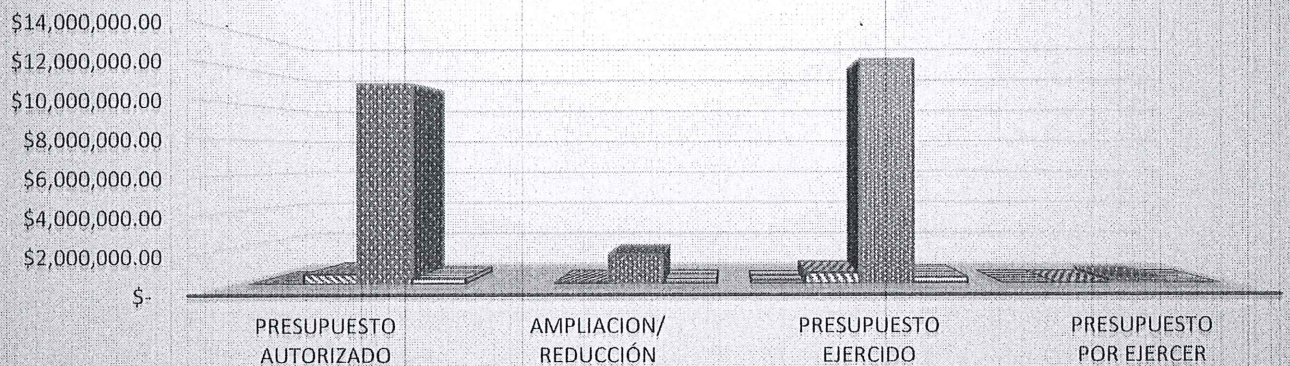 $14,000,000.00
$12,000,000.00
$10,000,000.00
$8,000,000.00
$6,000,000.00
$4,000,000.00
$2,000,000.00
$-
PRESUPUESTO
AUTORIZADO
AMPLIACION/
REDUCCIÓN
PRESUPUESTO
EJERCIDO
PRESUPUESTO
POR EJERCER